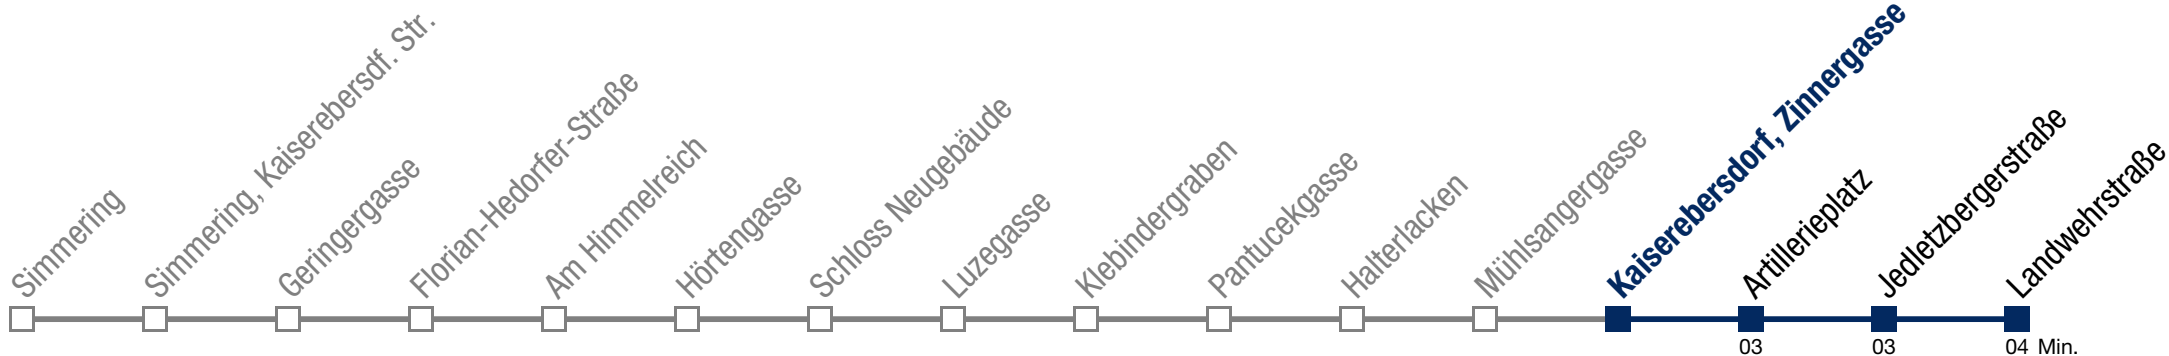 Simmering
Simmering, Kaiserebersdf. Str.
Geringergasse
Florian-Hedorfer-Straße
Am Himmelreich
Hörtengasse
Schloss Neugebäude
Luzegasse
Klebindergraben
Pantucekgasse
Halterlacken
Mühlsangergasse
Kaiserebersdorf, Zinnergasse
Artillerieplatz
Jedletzbergerstraße
Landwehrstraße
03
03
04 Min.